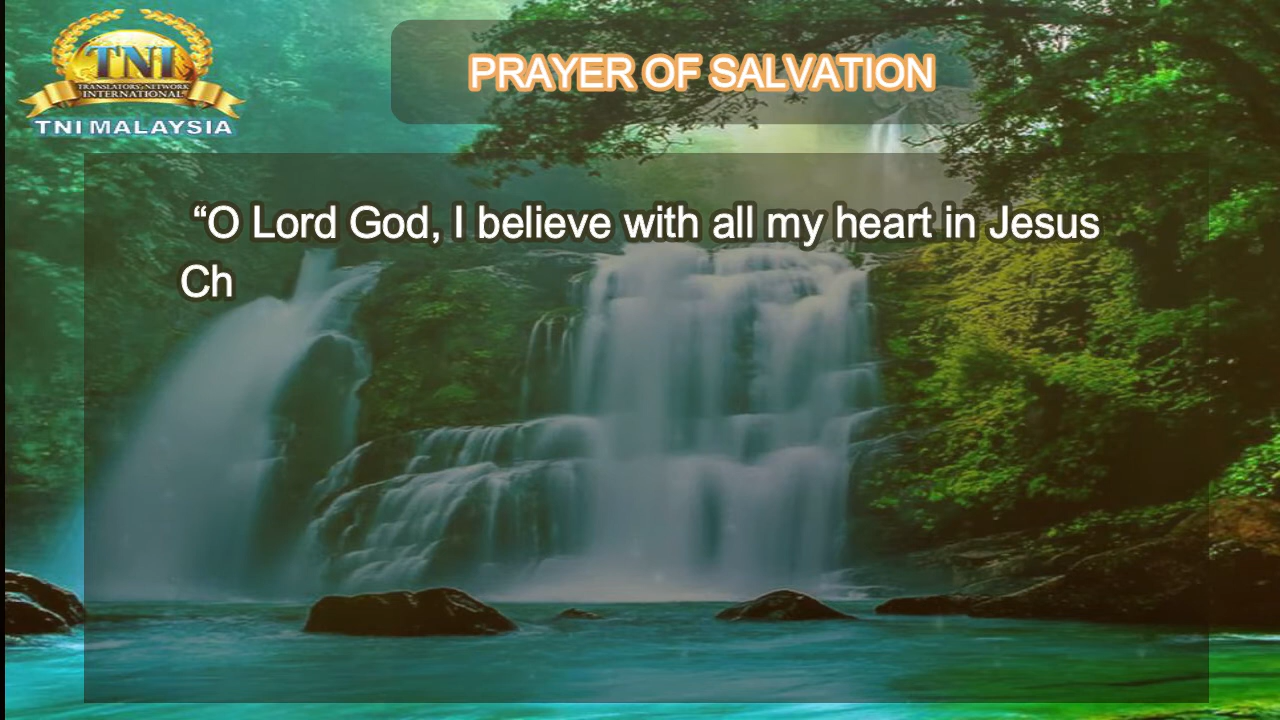 TNI
TRANSLATORS NETWORK
INTERNATIONAL
TNI MALAYSIA
PRAYER OF SALVATION
“O Lord God, I believe with all my heart in Jesus
Ch